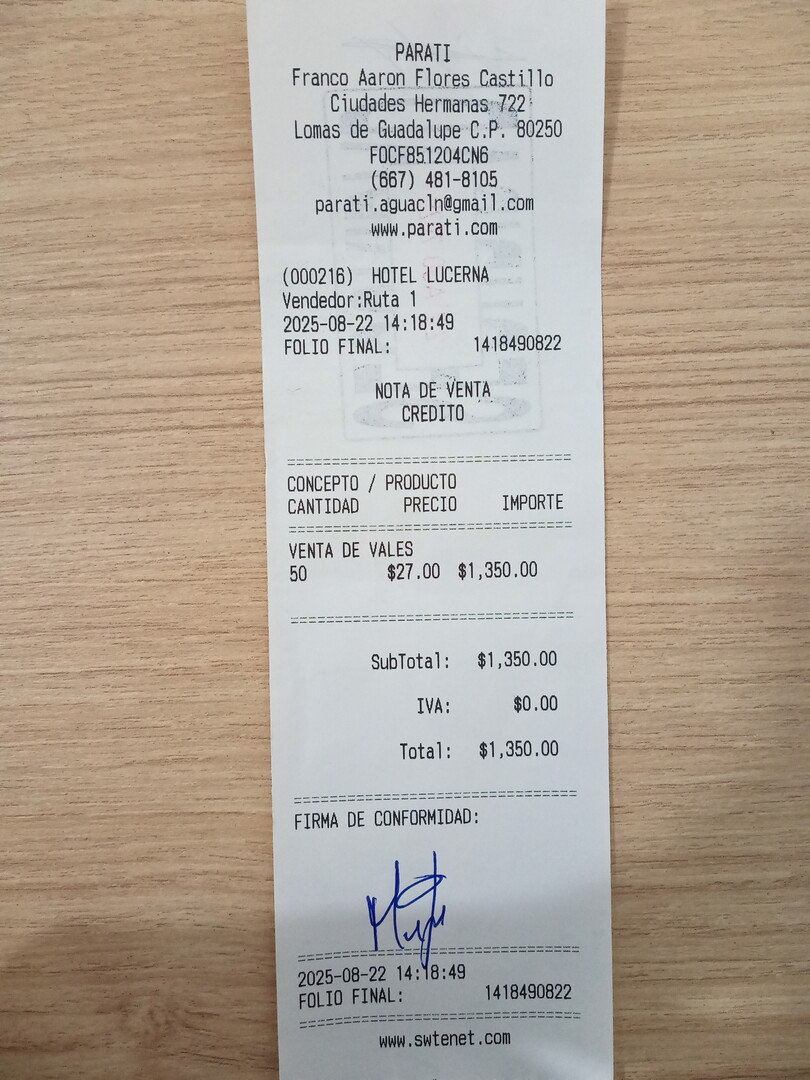 PARATI
Franco Aaron Flores Castillo
Ciudades Hermanas 722
Lomas de Guadalupe C.P. 80250
FOCF851204CN6
(667) 481-8105
parati.aguacln@gmail.com
www.parati.com
(000216) HOTEL LUCERNA
Vendedor:Ruta 1
2025-08-22 14:18:49
FOLIO FINAL: 1418490822
NOTA DE VENTA
CREDITO
CONCEPTO / PRODUCTO
CANTIDAD PRECIO IMPORTE
VENTA DE VALES
50 $27.00 $1,350.00
SubTotal: $1,350.00
IVA: $0.00
Total: $1,350.00
FIRMA DE CONFORMIDAD:
2025-08-22 14:18:49
FOLIO FINAL: 1418490822
www.swtenet.com